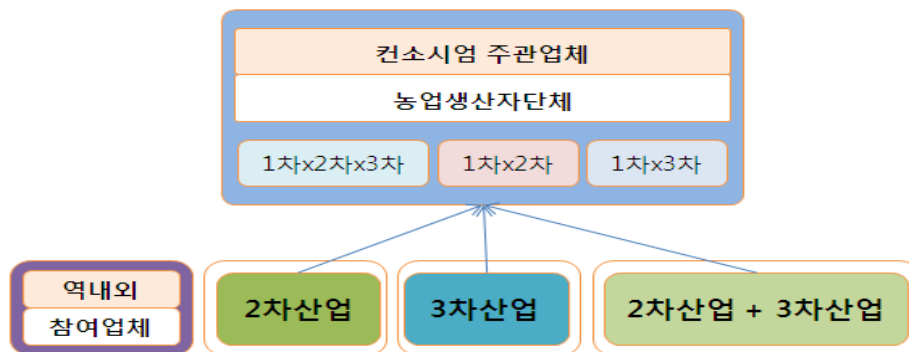 컨소시엄 주관업체
농업생산자단체
1차x2차x3차
1차x2차
1차x3차
역내외
참여업체
2차산업
3차산업
2차산업 + 3차산업